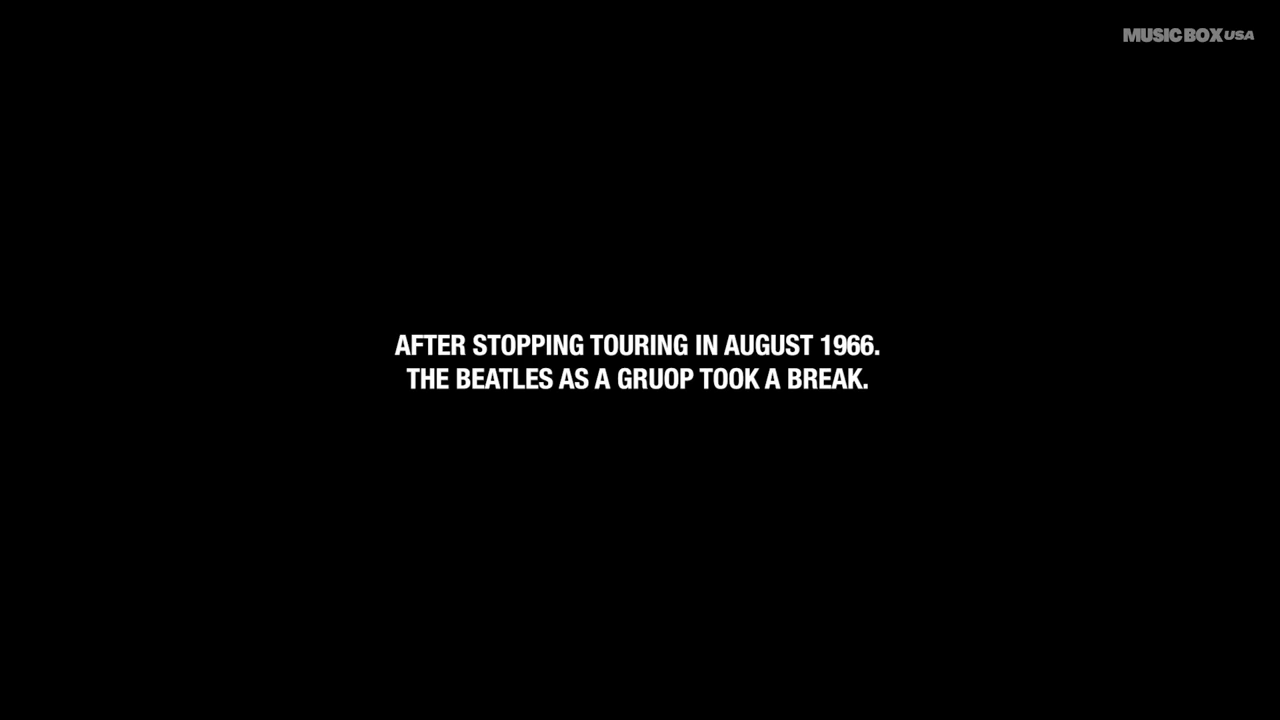 MUSIC BOX USA
AFTER STOPPING TOURING IN AUGUST 1966.
THE BEATLES AS A GRUOP TOOK A BREAK.